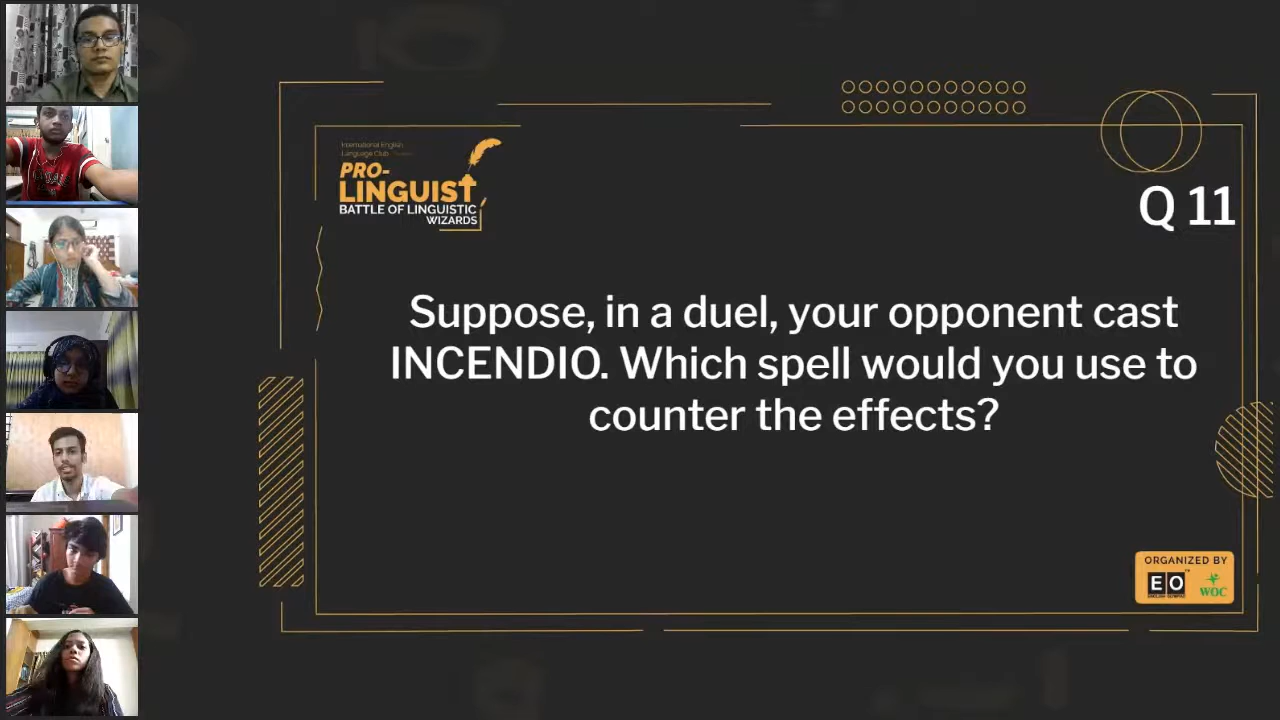 International English
Language Club
PRO-
LINGUIST
BATTLE OF LINGUISTIC
WIZARDS
Q 11
Suppose, in a duel, your opponent cast
INCENDIO. Which spell would you use to
counter the effects?
ORGANIZED BY
EO
WOC